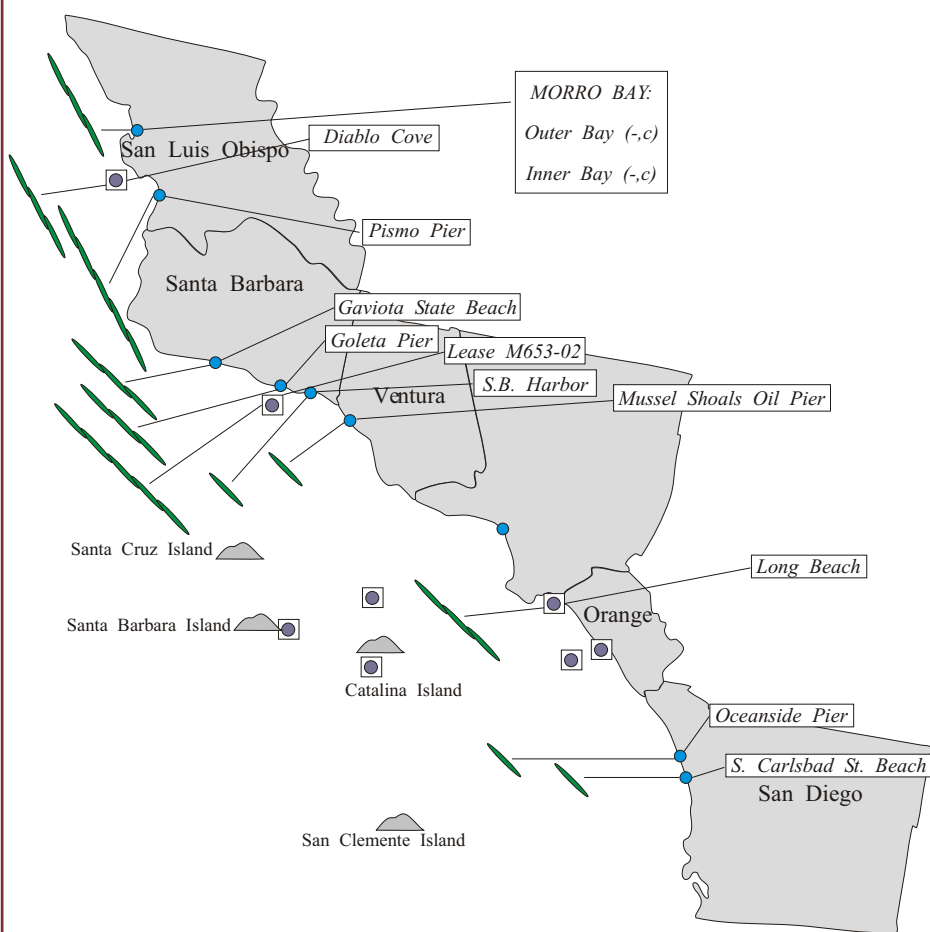 MORRO BAY:
Outer Bay (-,c)
Inner Bay (-,c)
Diablo Cove
San Luis Obispo
Pismo Pier
Santa Barbara
Gaviota State Beach
Goleta Pier
Lease M653-02
S.B. Harbor
Ventura
Mussel Shoals Oil Pier
Santa Cruz Island
Long Beach
Santa Barbara Island
Orange
Catalina Island
Oceanside Pier
S. Carlsbad St. Beach
San Diego
San Clemente Island